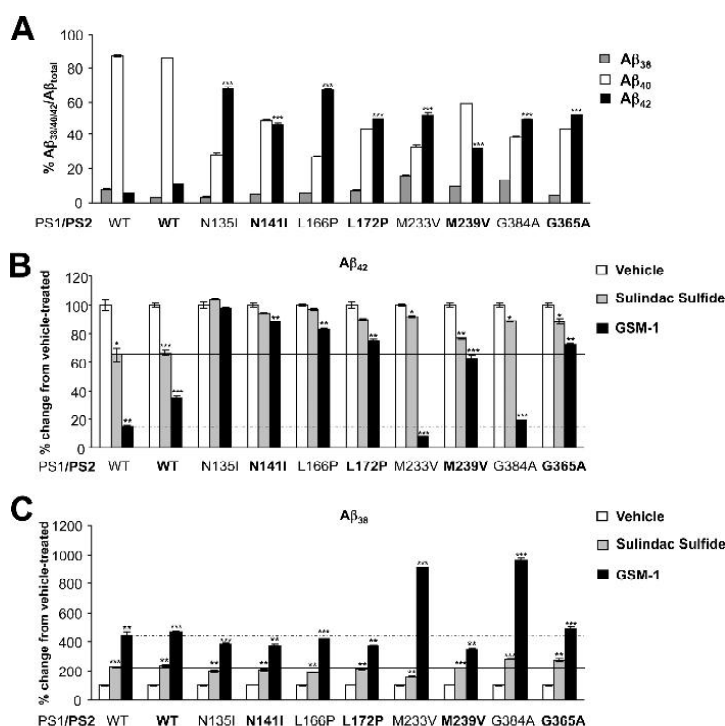 A
% Aβ38/40/42/Aβtotal
100
80
60
40
20
0
Aβ38
Aβ40
Aβ42
PS1/PS2 WT WT N135I N141I L166P L172P M233V M239V G384A G365A
*** *** *** *** *** *** *** ***
B
Aβ42
% change from vehicle-treated
120
100
80
60
40
20
0
Vehicle
Sulindac Sulfide
GSM-1
PS1/PS2 WT WT N135I N141I L166P L172P M233V M239V G384A G365A
C
Aβ38
% change from vehicle-treated
1200
1000
800
600
400
200
0
Vehicle
Sulindac Sulfide
GSM-1
PS1/PS2 WT WT N135I N141I L166P L172P M233V M239V G384A G365A